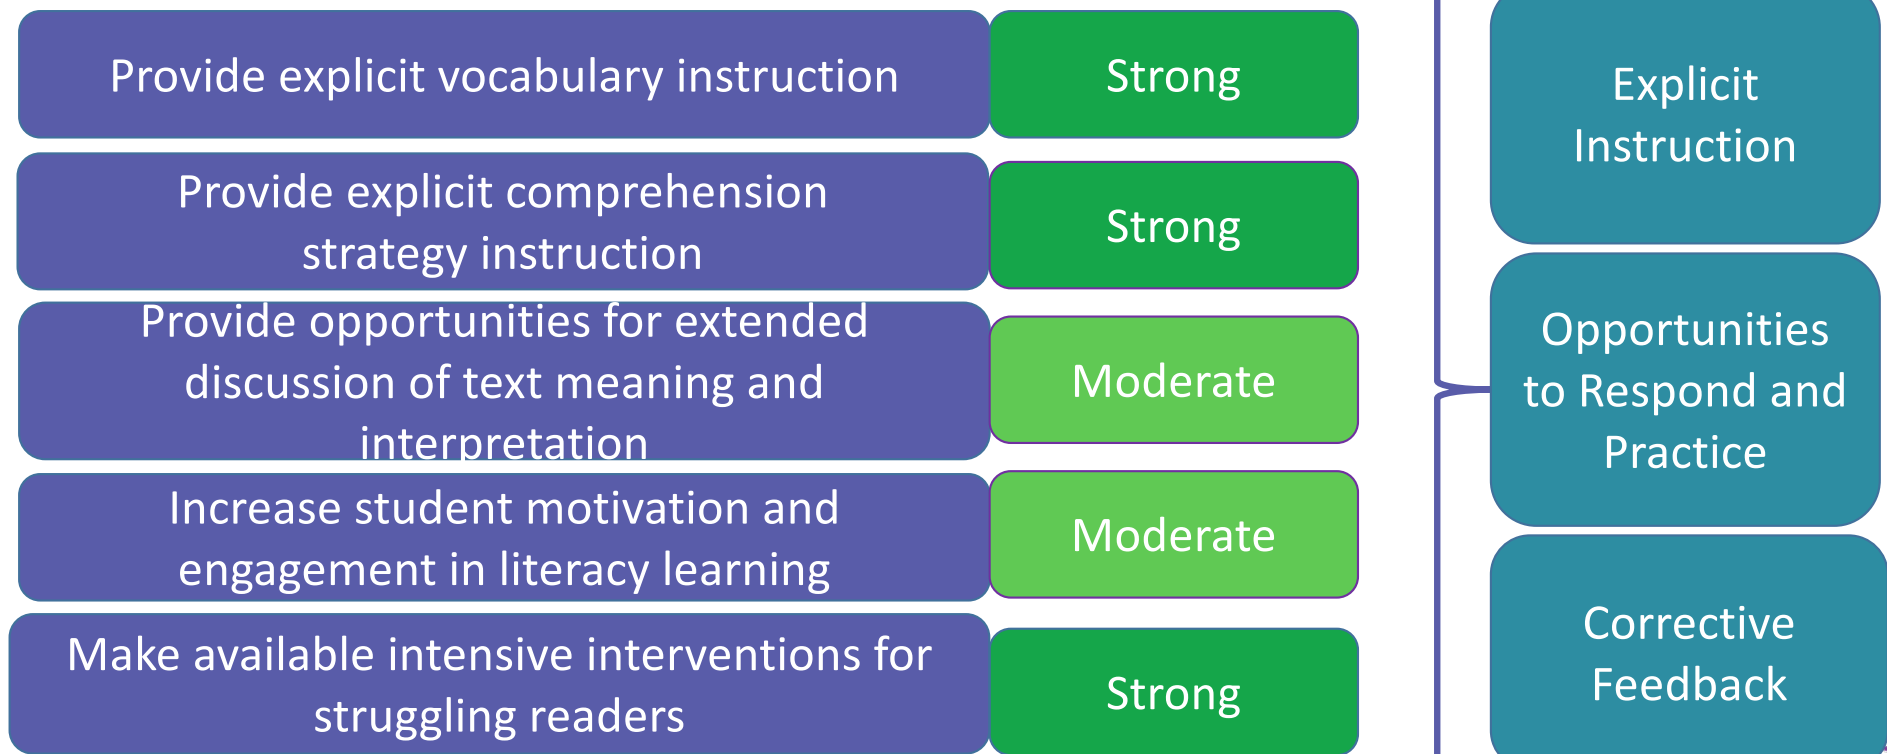 Provide explicit vocabulary instruction
Strong
Provide explicit comprehension
strategy instruction
Strong
Provide opportunities for extended
discussion of text meaning and
interpretation
Moderate
Increase student motivation and
engagement in literacy learning
Moderate
Make available intensive interventions for
struggling readers
Strong
Explicit
Instruction
Opportunities
to Respond and
Practice
Corrective
Feedback